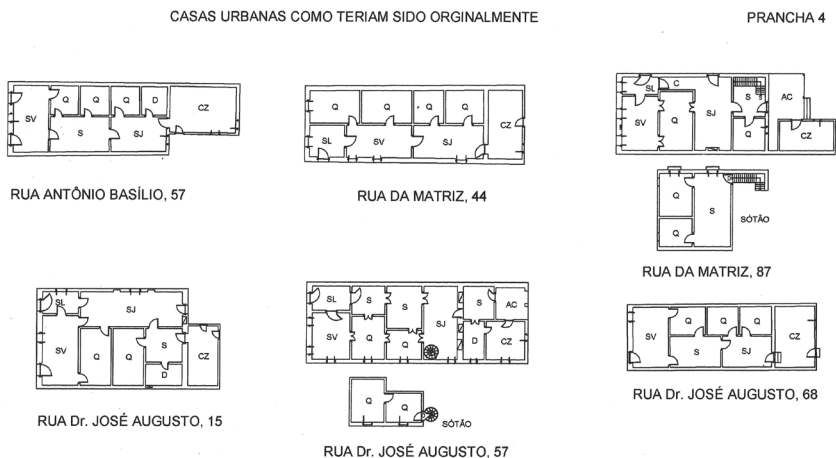 CASAS URBANAS COMO TERIAM SIDO ORGINALMENTE
PRANCHA 4
Q Q Q D
CZ
SV
S SJ
RUA ANTÔNIO BASÍLIO, 57
Q Q Q Q
CZ
SL SV SJ
RUA DA MATRIZ, 44
SL C
S
AC
SV Q SJ
Q CZ
Q
S
Q
SÓTÃO
RUA DA MATRIZ, 87
SL
SJ
SV
Q Q S
CZ
D
RUA Dr. JOSÉ AUGUSTO, 15
SL S S S AC
SJ
SV Q Q D CZ
Q Q
SÓTÃO
RUA Dr. JOSÉ AUGUSTO, 57
SV Q Q Q CZ
S SJ
RUA Dr. JOSÉ AUGUSTO, 68